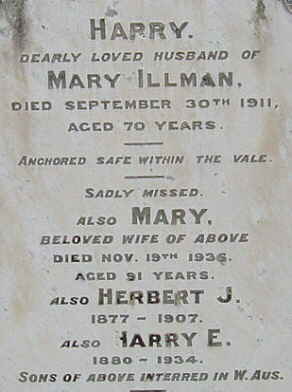 HARRY.
DEARLY LOVED HUSBAND OF
MARY ILLMAN,
DIED SEPTEMBER 30TH 1911,
AGED 70 YEARS.
ANCHORED SAFE WITHIN THE VALE.
SADLY MISSED.
ALSO MARY,
BELOVED WIFE OF ABOVE
DIED NOV. 19TH 1936.
AGED 91 YEARS.
ALSO HERBERT J.
1877 - 1907.
ALSO HARRY E.
1880 - 1934.
SONS OF ABOVE INTERRED IN W. AUS.